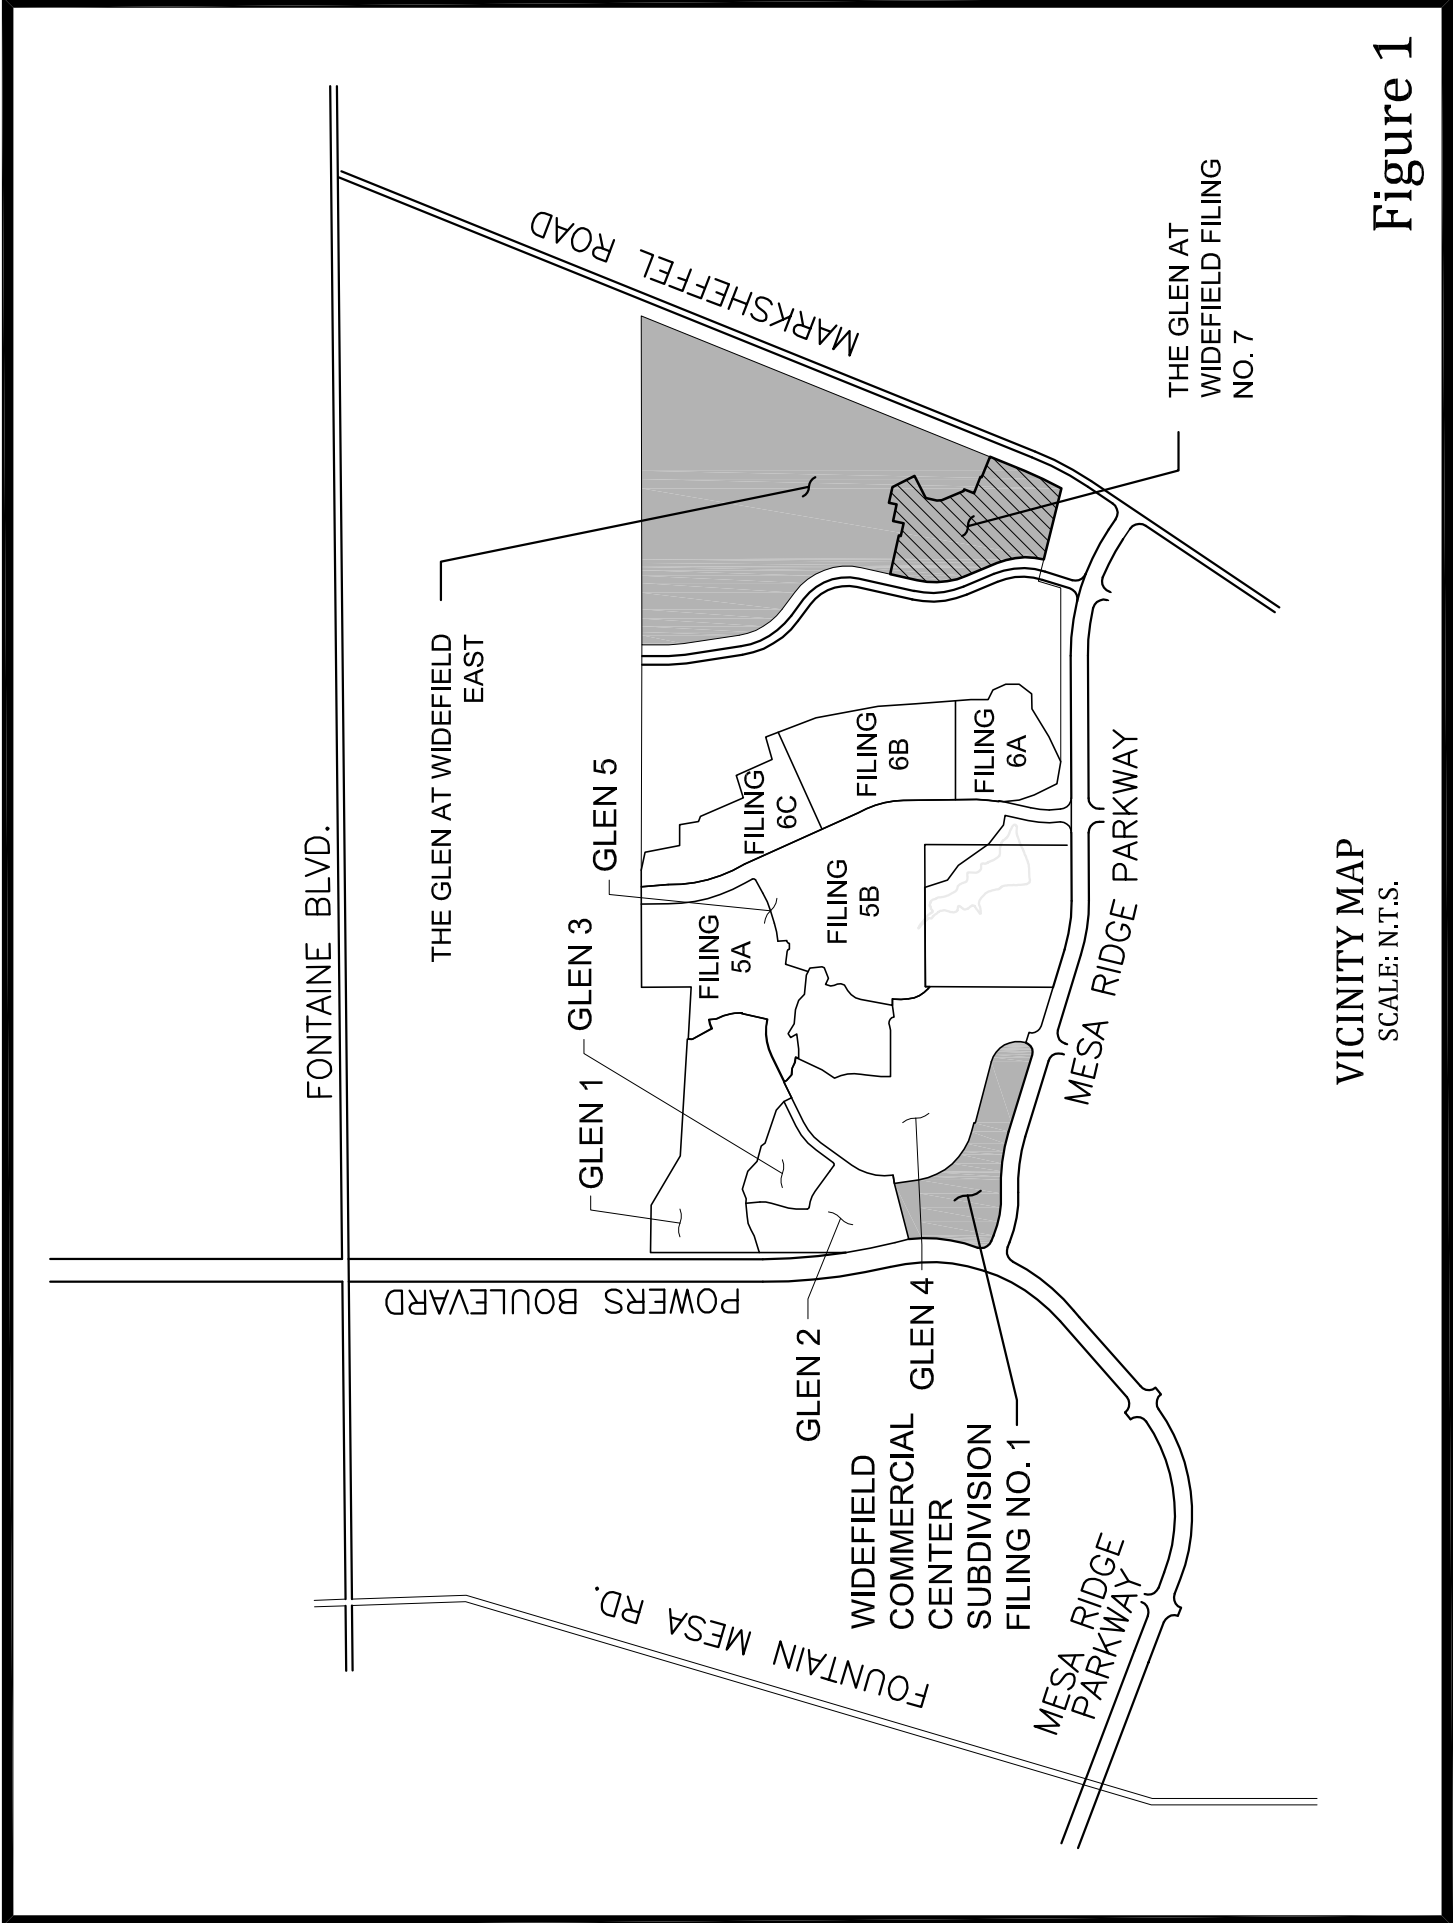 FONTAINE BLVD.
MARKSHEFFEL ROAD
THE GLEN AT WIDEFIELD
EAST
GLEN 5
GLEN 3
GLEN 1
FILING
6C
FILING
6B
FILING
6A
FILING
5A
FILING
5B
POWERS BOULEVARD
GLEN 2
GLEN 4
WIDEFIELD
COMMERCIAL
CENTER
SUBDIVISION
FILING NO. 1
FOUNTAIN MESA RD.
MESA RIDGE
PARKWAY
MESA RIDGE PARKWAY
THE GLEN AT
WIDEFIELD FILING
NO. 7
VICINITY MAP
SCALE: N.T.S.
Figure 1